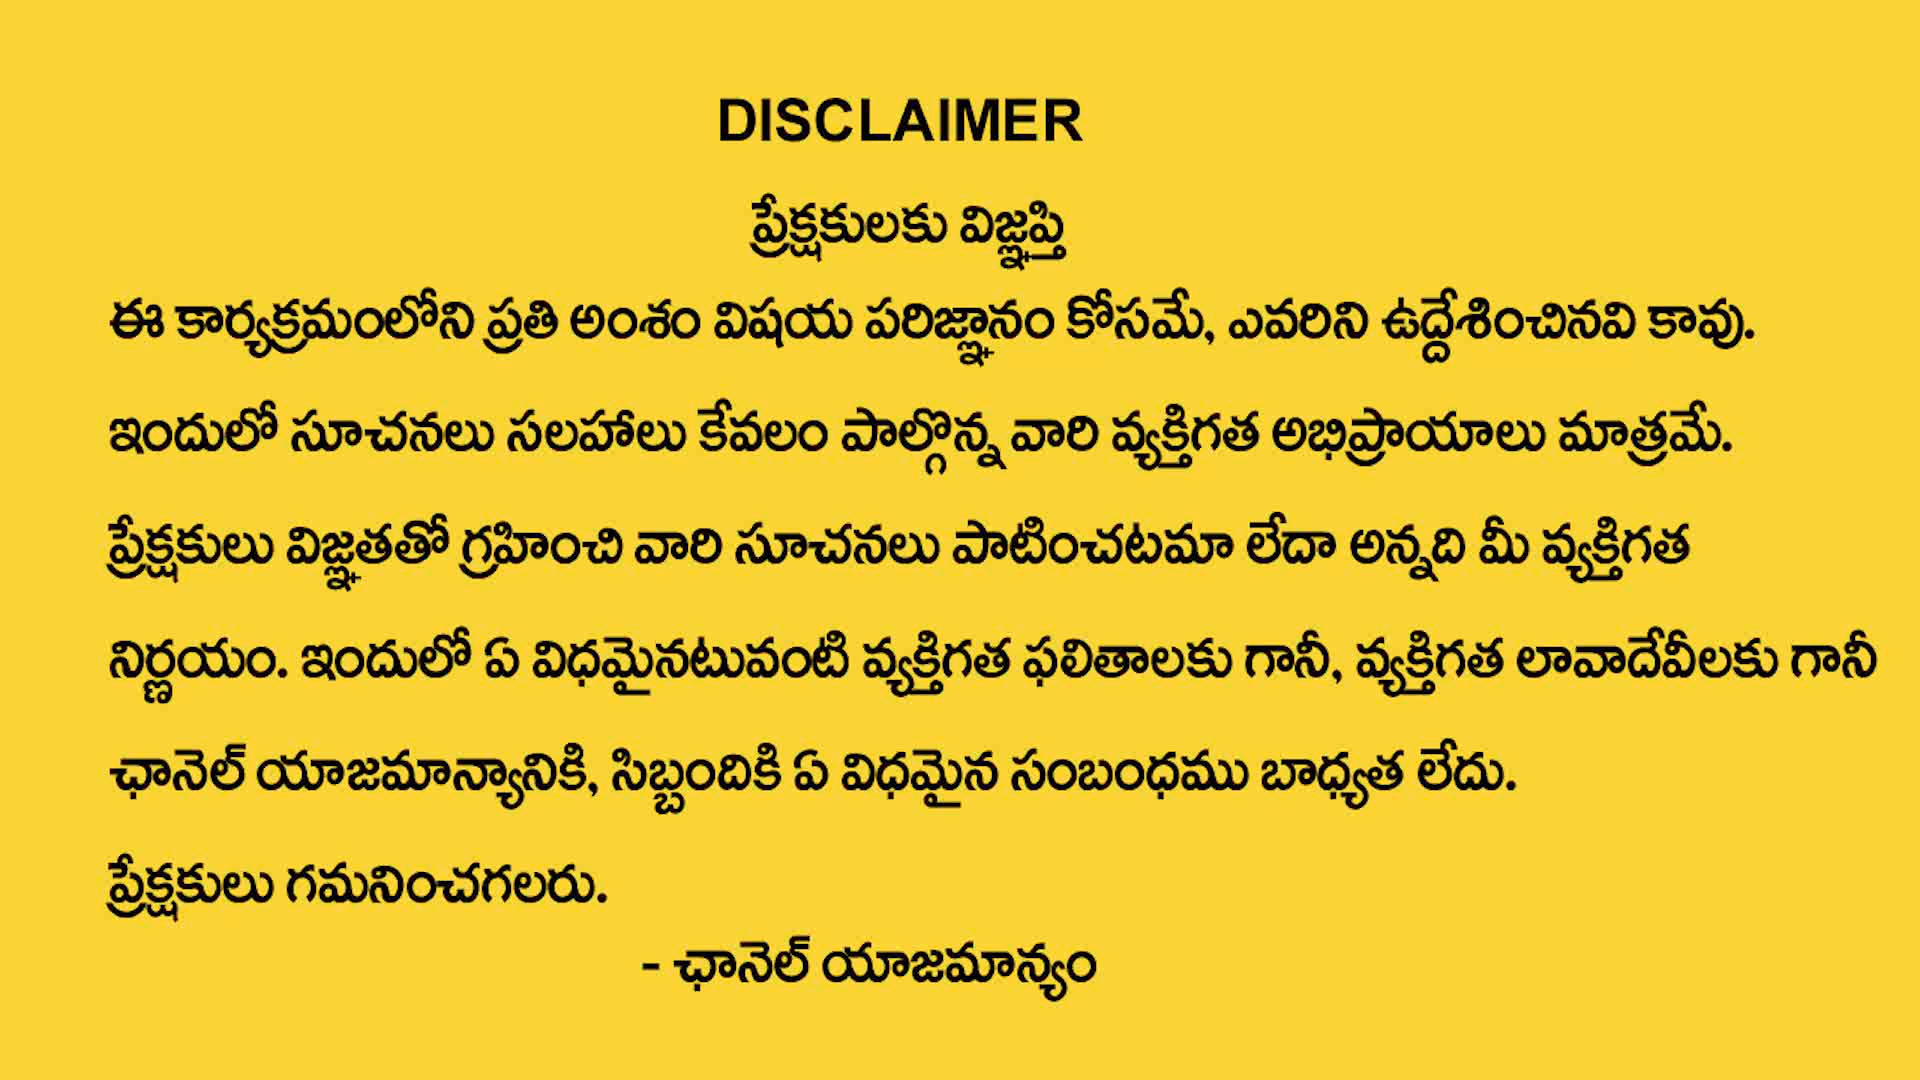 DISCLAIMER
ప్రేక్షకులకు విజ్ఞప్తి
ఈ కార్యక్రమంలోని ప్రతి అంశం విషయ పరిజ్ఞానం కోసమే, ఎవరిని ఉద్దేశించినవి కావు.
ఇందులో సూచనలు సలహాలు కేవలం పాల్గొన్న వారి వ్యక్తిగత అభిప్రాయాలు మాత్రమే.
ప్రేక్షకులు విజ్ఞతతో గ్రహించి వారి సూచనలు పాటించటమా లేదా అన్నది మీ వ్యక్తిగత
నిర్ణయం. ఇందులో ఏ విధమైనటువంటి వ్యక్తిగత ఫలితాలకు గానీ, వ్యక్తిగత లావాదేవీలకు గానీ
ఛానెల్ యాజమాన్యానికి, సిబ్బందికి ఏ విధమైన సంబంధము బాధ్యత లేదు.
ప్రేక్షకులు గమనించగలరు.
- ఛానెల్ యాజమాన్యం